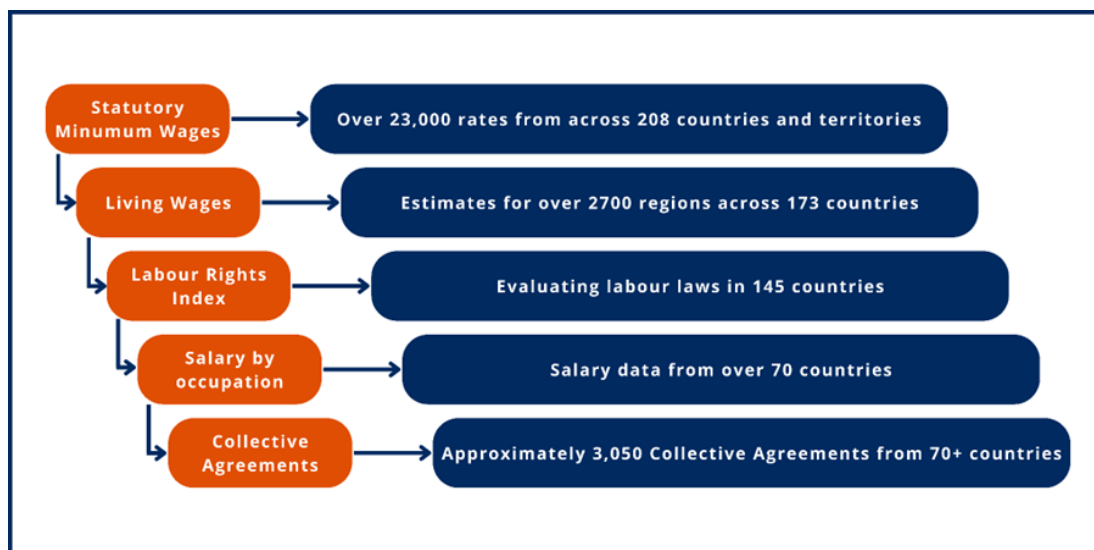 Statutory
Minumum Wages
Over 23,000 rates from across 208 countries and territories
Living Wages
Estimates for over 2700 regions across 173 countries
Labour Rights
Index
Evaluating labour laws in 145 countries
Salary by
occupation
Salary data from over 70 countries
Collective
Agreements
Approximately 3,050 Collective Agreements from 70+ countries